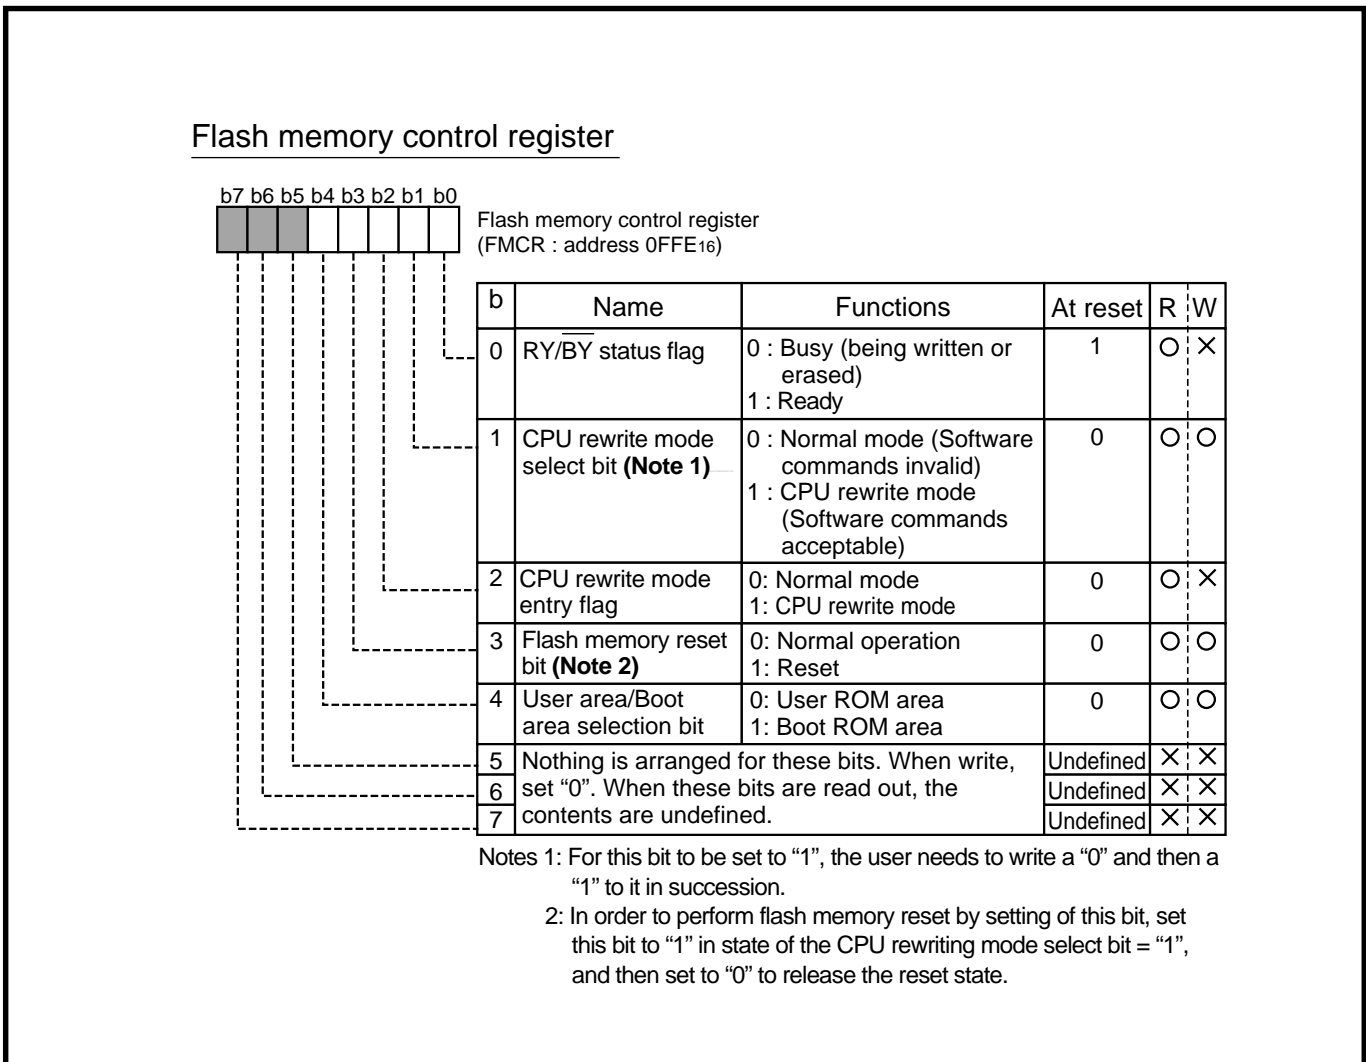 Flash memory control register
b7 b6 b5 b4 b3 b2 b1 b0
Flash memory control register
(FMCR : address 0FFE16)
b Name Functions At reset R W
0 RY/B̅Y̅ status flag 0 : Busy (being written or 1 O ×
erased)
1 : Ready
1 CPU rewrite mode 0 : Normal mode (Software 0 O O
select bit (Note 1) commands invalid)
1 : CPU rewrite mode
(Software commands
acceptable)
2 CPU rewrite mode 0: Normal mode 0 O ×
entry flag 1: CPU rewrite mode
3 Flash memory reset 0: Normal operation 0 O O
bit (Note 2) 1: Reset
4 User area/Boot 0: User ROM area 0 O O
area selection bit 1: Boot ROM area
5 Nothing is arranged for these bits. When write, Undefined × ×
6 set “0”. When these bits are read out, the Undefined × ×
7 contents are undefined. Undefined × ×
Notes 1: For this bit to be set to “1”, the user needs to write a “0” and then a
“1” to it in succession.
2: In order to perform flash memory reset by setting of this bit, set
this bit to “1” in state of the CPU rewriting mode select bit = “1”,
and then set to “0” to release the reset state.